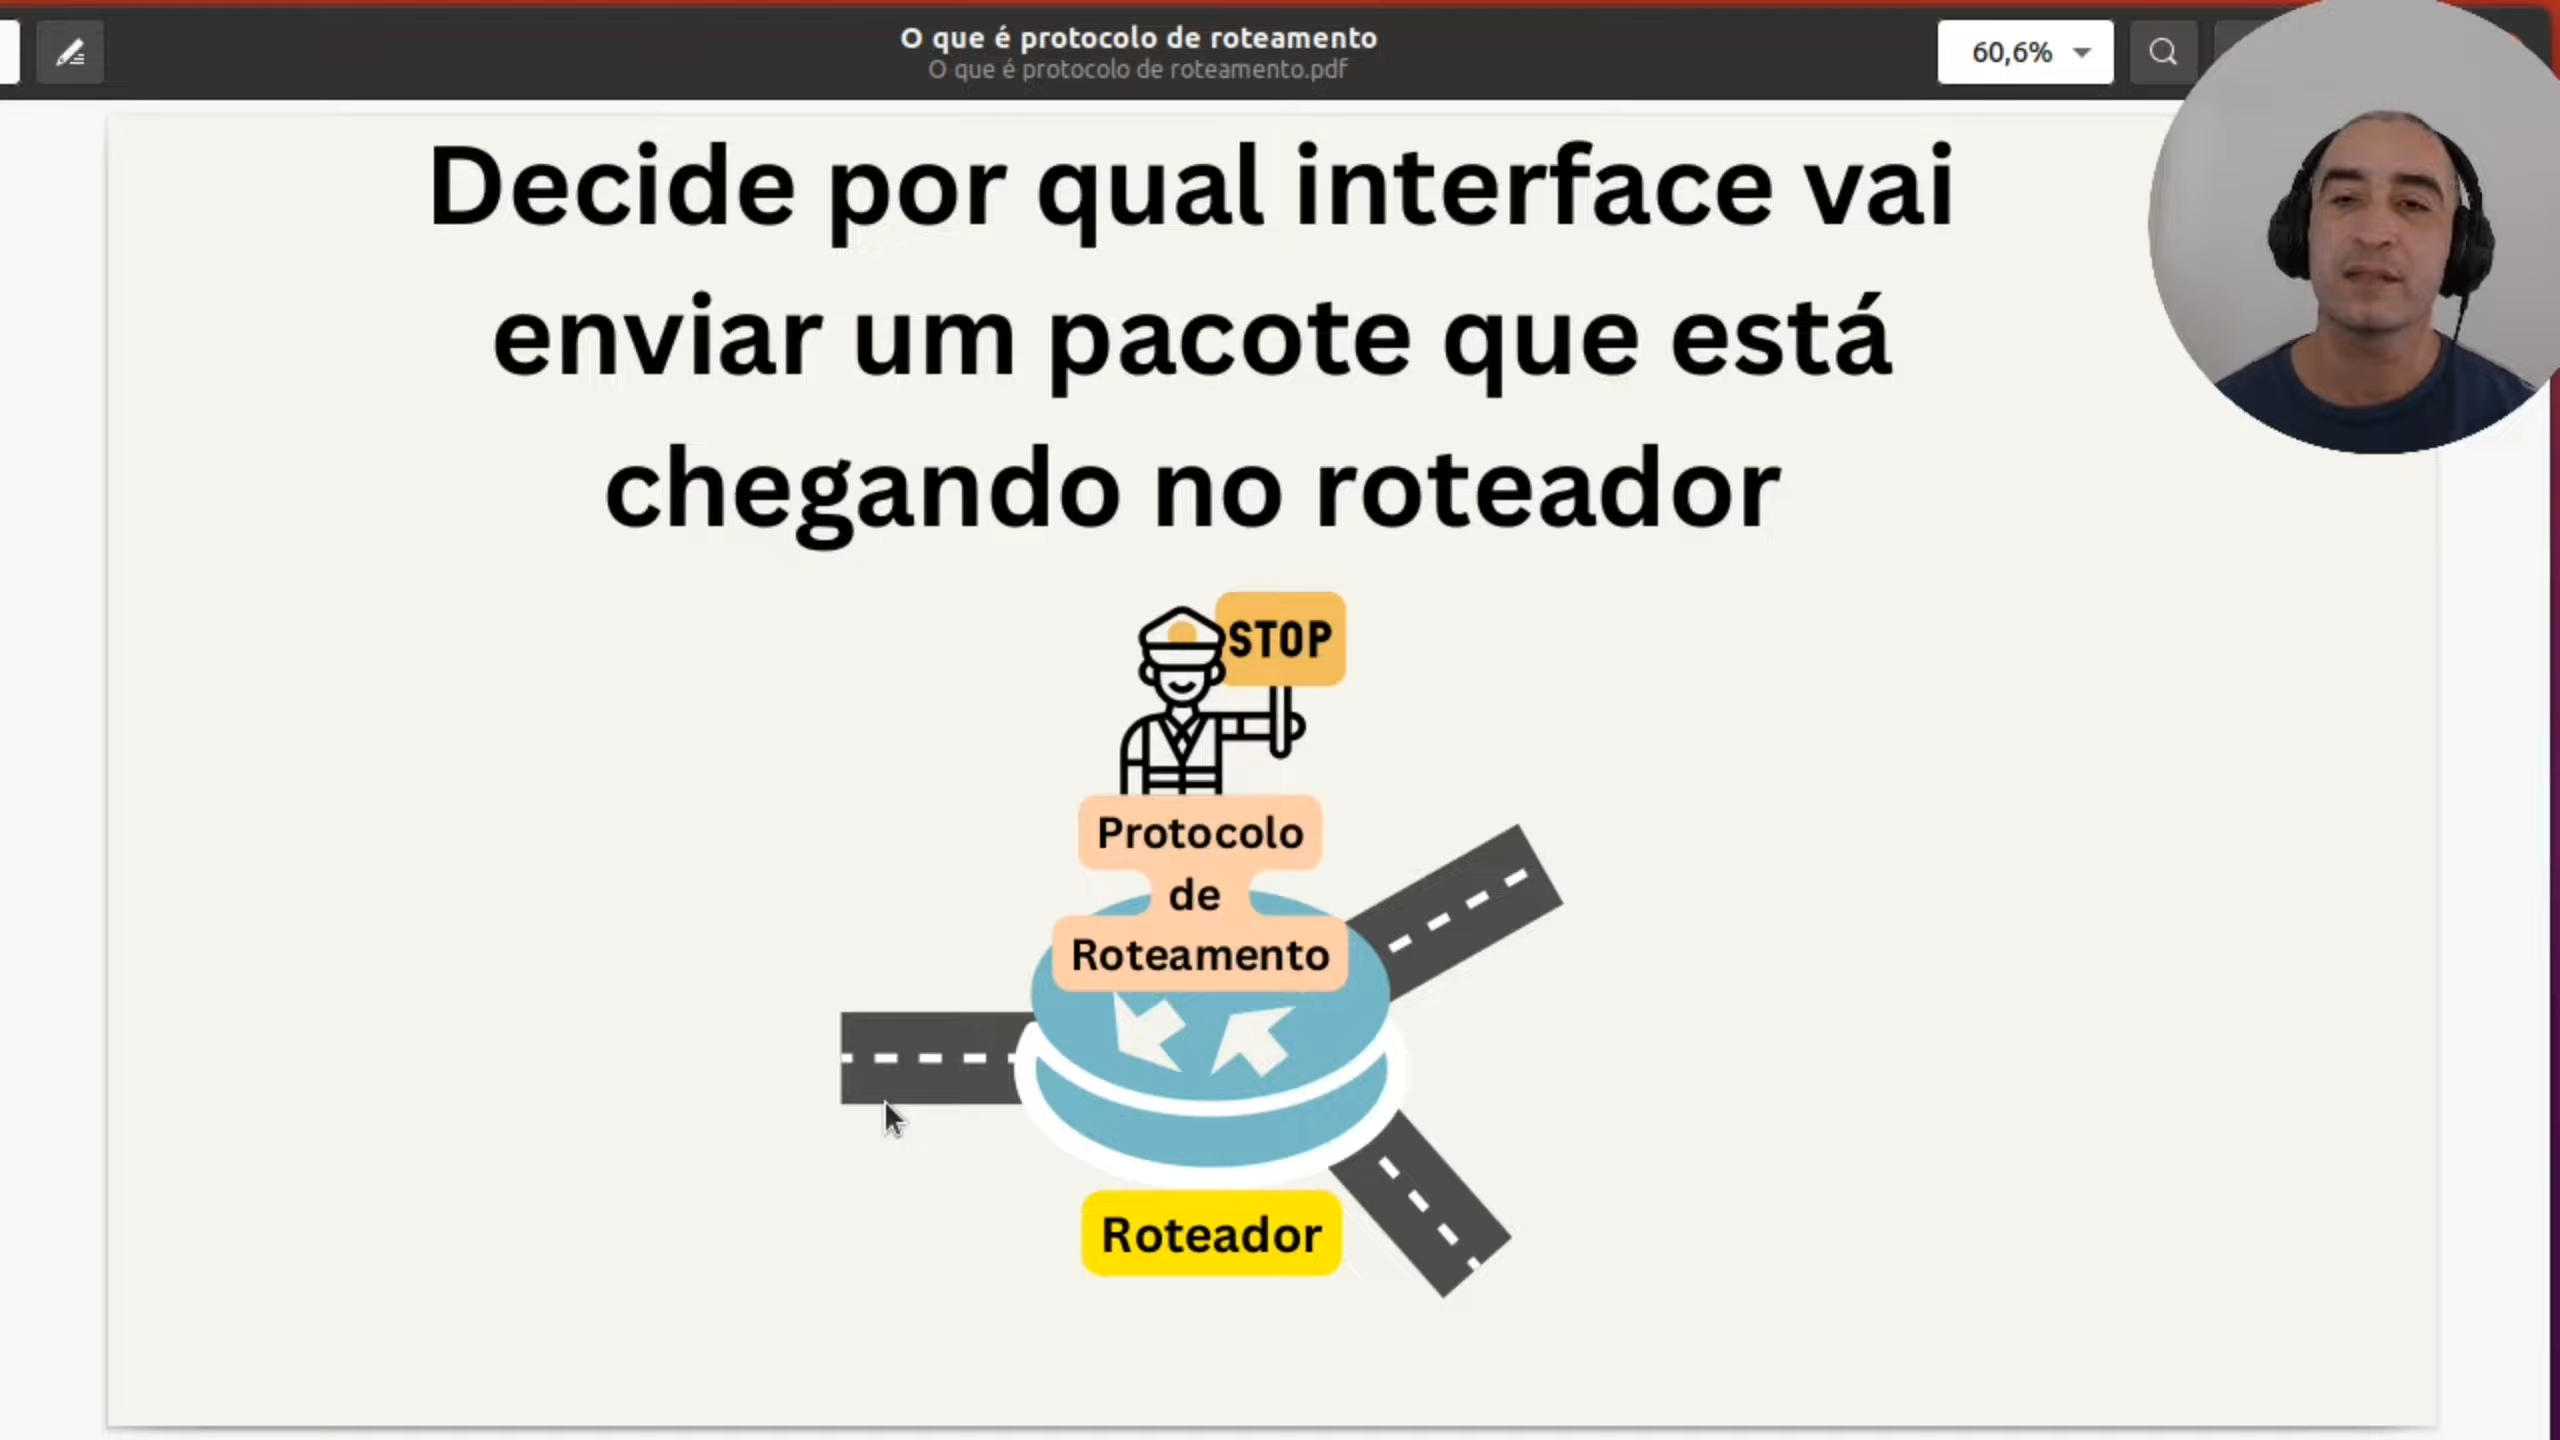 O que é protocolo de roteamento
O que é protocolo de roteamento.pdf
60,6%
Decide por qual interface vai
enviar um pacote que está
chegando no roteador
STOP
Protocolo
de
Roteamento
Roteador